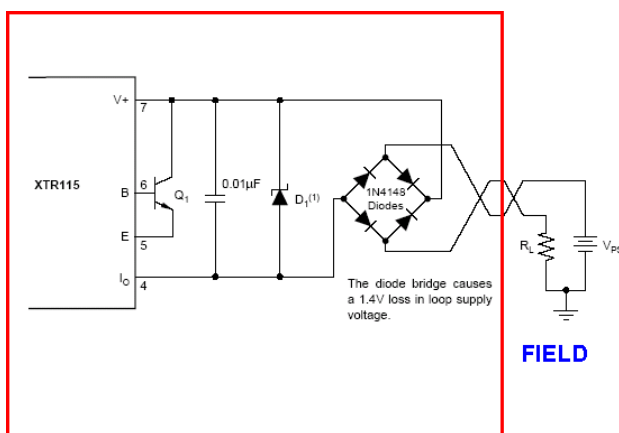 V+
7
XTR115
B
6
Q1
0.01µF
D1(1)
1N4148
Diodes
E
5
IO
4
RL
VPS
The diode bridge causes
a 1.4V loss in loop supply
voltage.
FIELD